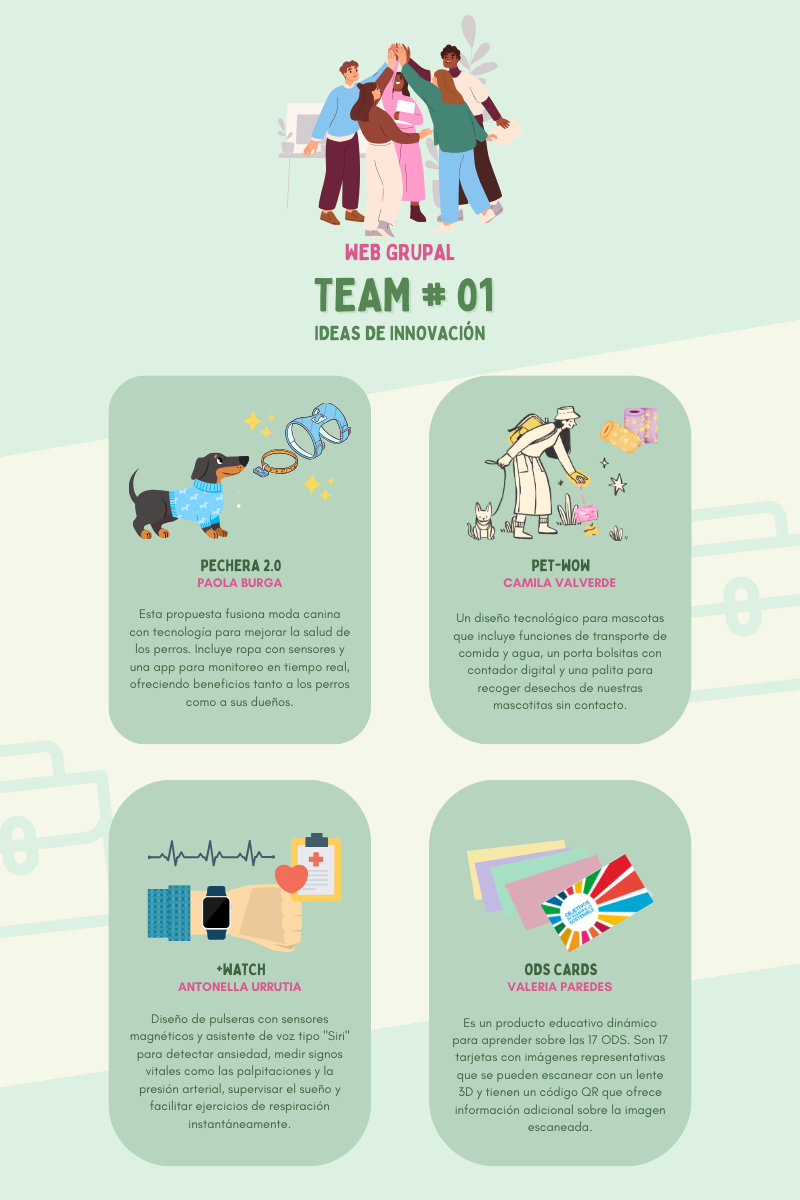 WEB GRUPAL
TEAM # 01
IDEAS DE INNOVACIÓN
PECHERA 2.0
PAOLA BURGA
Esta propuesta fusiona moda canina
con tecnología para mejorar la salud de
los perros. Incluye ropa con sensores y
una app para monitoreo en tiempo real,
ofreciendo beneficios tanto a los perros
como a sus dueños.
PET-WOW
CAMILA VALVERDE
Un diseño tecnológico para mascotas
que incluye funciones de transporte de
comida y agua, un porta bolsitas con
contador digital y una palita para
recoger desechos de nuestras
mascotitas sin contacto.
+WATCH
ANTONELLA URRUTIA
Diseño de pulseras con sensores
magnéticos y asistente de voz tipo "Siri"
para detectar ansiedad, medir signos
vitales como las palpitaciones y la
presión arterial, supervisar el sueño y
facilitar ejercicios de respiración
instantáneamente.
OBJETIVOS
DE DESARROLLO
SOSTENIBLE
ODS CARDS
VALERIA PAREDES
Es un producto educativo dinámico
para aprender sobre las 17 ODS. Son 17
tarjetas con imágenes representativas
que se pueden escanear con un lente
3D y tienen un código QR que ofrece
información adicional sobre la imagen
escaneada.